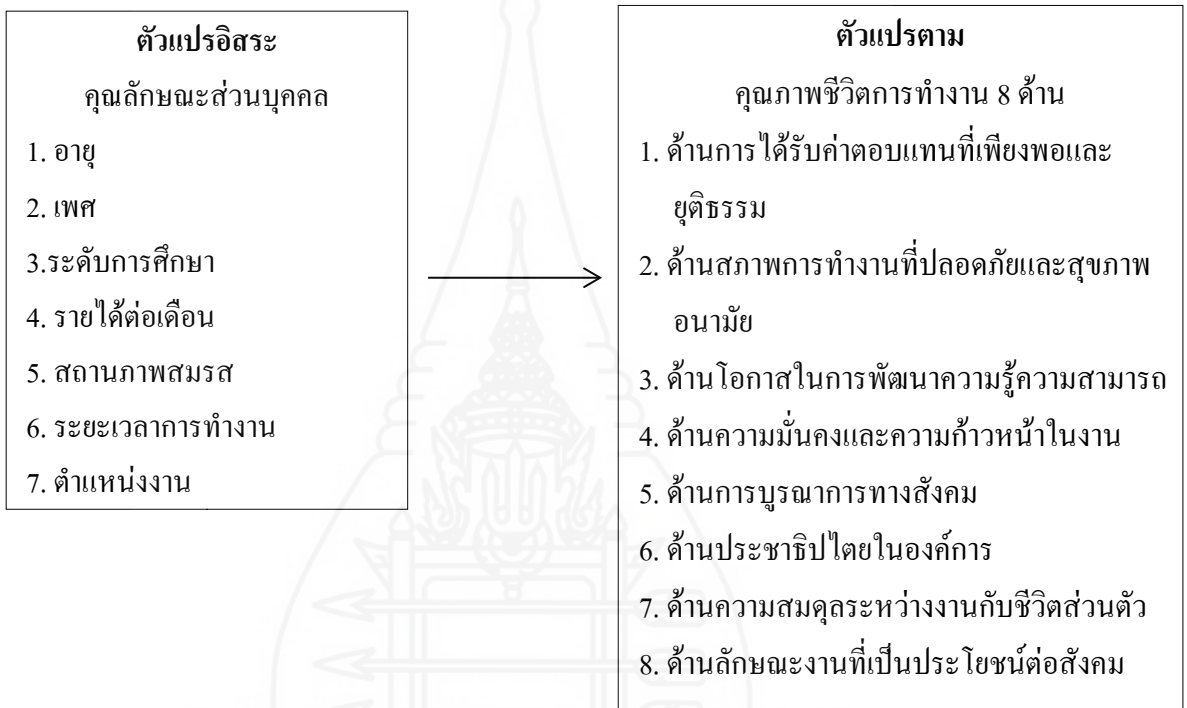 ตัวแปรอิสระ
คุณลักษณะส่วนบุคคล
1. อายุ
2. เพศ
3.ระดับการศึกษา
4. รายได้ต่อเดือน
5. สถานภาพสมรส
6. ระยะเวลาการทำงาน
7. ตำแหน่งงาน
ตัวแปรตาม
คุณภาพชีวิตการทำงาน 8 ด้าน
1. ด้านการได้รับค่าตอบแทนที่เพียงพอและ
ยุติธรรม
2. ด้านสภาพการทำงานที่ปลอดภัยและสุขภาพ
อนามัย
3. ด้านโอกาสในการพัฒนาความรู้ความสามารถ
4. ด้านความมั่นคงและความก้าวหน้าในงาน
5. ด้านการบูรณาการทางสังคม
6. ด้านประชาธิปไตยในองค์การ
7. ด้านความสมดุลระหว่างงานกับชีวิตส่วนตัว
8. ด้านลักษณะงานที่เป็นประโยชน์ต่อสังคม